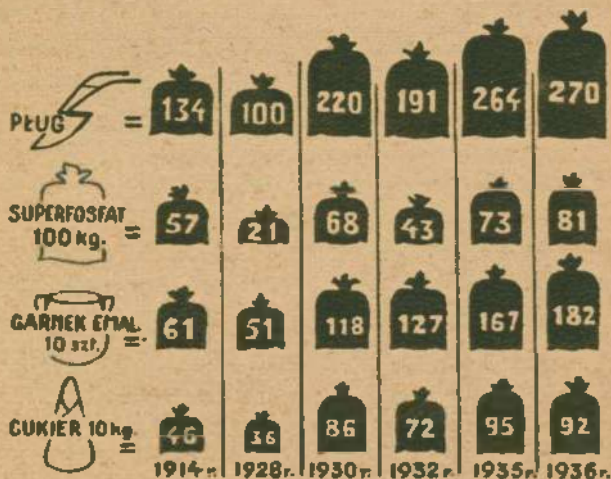 PŁUG = 134 100 220 191 264 270
SUPERFOSFAT
100 kg. = 57 21 68 43 73 81
GARNEK EMAL.
10 szt. = 61 51 118 127 167 182
CUKIER 10 kg. = 46 36 86 72 95 92
1914 r. 1928 r. 1930 r. 1932 r. 1935 r. 1936 r.